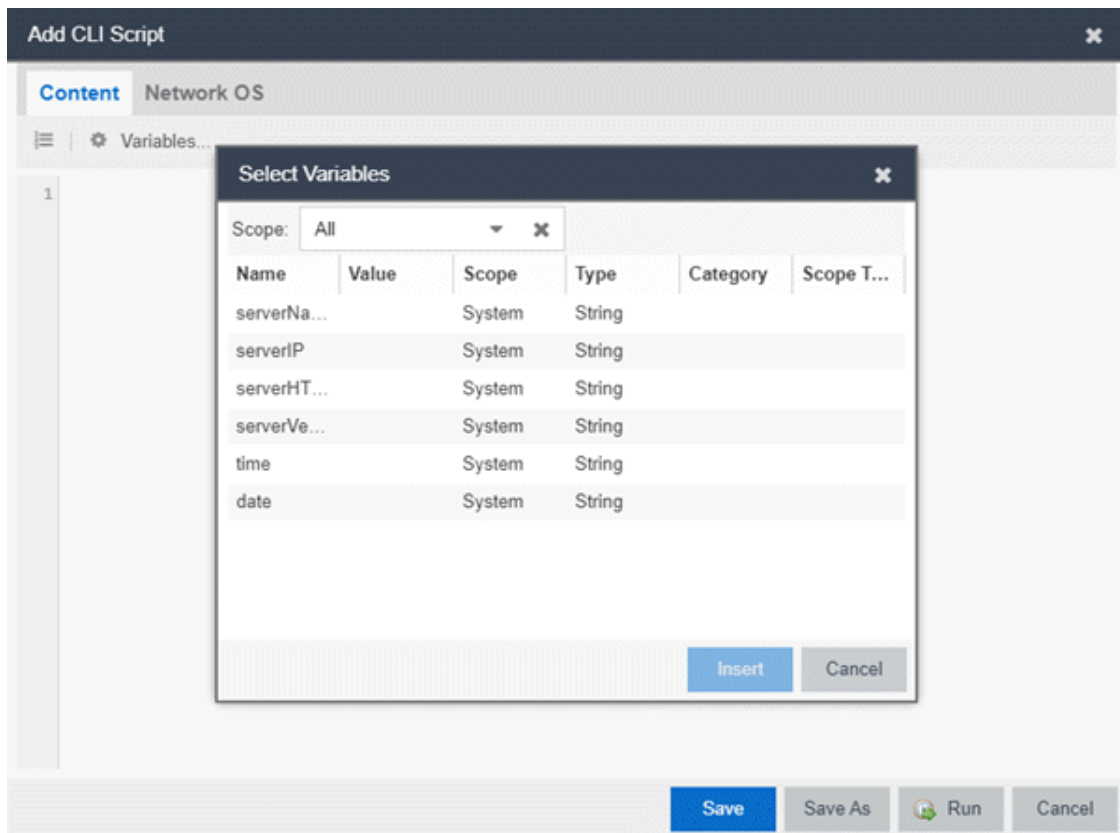 Add CLI Script
Content Network OS
Variables...
1
Select Variables
Scope: All
Name Value Scope Type Category Scope T...
serverNa... System String
serverIP System String
serverHT... System String
serverVe... System String
time System String
date System String
Insert Cancel
Save Save As Run Cancel